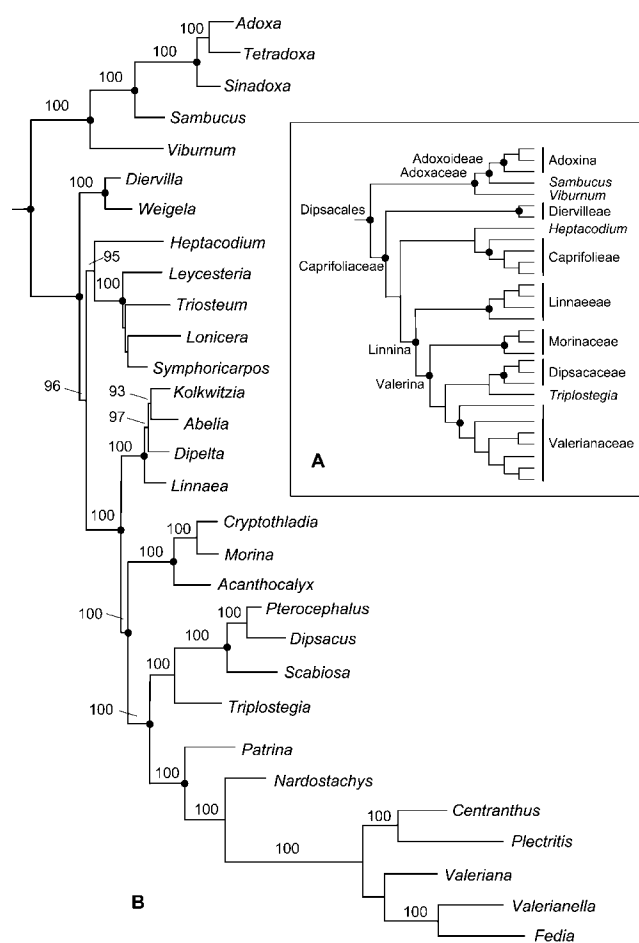 100
Adoxa
100
Tetradoxa
100
Sinadoxa
100
Sambucus
Viburnum
100
Diervilla
Weigela
Heptacodium
95
Leycesteria
100
Triosteum
Lonicera
Symphoricarpos
96
93
Kolkwitzia
97
Abelia
100
Dipelta
Linnaea
100
Cryptothladia
100
100
Morina
Acanthocalyx
100
100
Pterocephalus
100
Dipsacus
Scabiosa
100
Triplostegia
Patrina
100
Nardostachys
100
Centranthus
100
Plectritis
100
Valeriana
Valerianella
100
Fedia
B
Adoxoideae
Adoxina
Adoxaceae
Sambucus
Viburnum
Dipsacales
Diervilleae
Heptacodium
Caprifolieae
Caprifoliaceae
Linnaeeae
Linnina
Morinaceae
Valerina
Dipsacaceae
Triplostegia
Valerianaceae
A